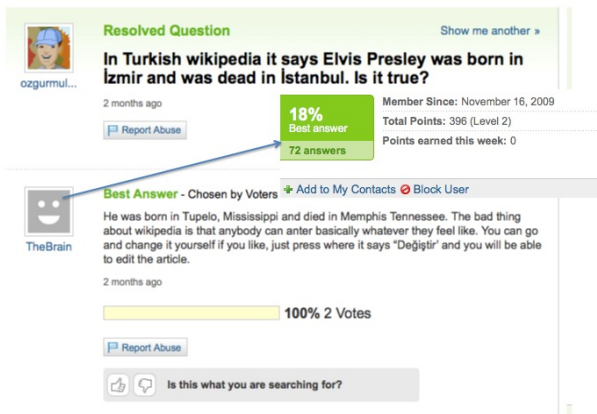 Resolved Question
Show me another »
In Turkish wikipedia it says Elvis Presley was born in
İzmir and was dead in İstanbul. Is it true?
ozgurmul...
2 months ago
Report Abuse
18%
Best answer
72 answers
Member Since: November 16, 2009
Total Points: 396 (Level 2)
Points earned this week: 0
Add to My Contacts Block User
Best Answer - Chosen by Voters
TheBrain
He was born in Tupelo, Mississippi and died in Memphis Tennessee. The bad thing
about wikipedia is that anybody can anter basically whatever they feel like. You can go
and change it yourself if you like, just press where it says "Değiştir' and you will be able
to edit the article.
2 months ago
100% 2 Votes
Report Abuse
Is this what you are searching for?